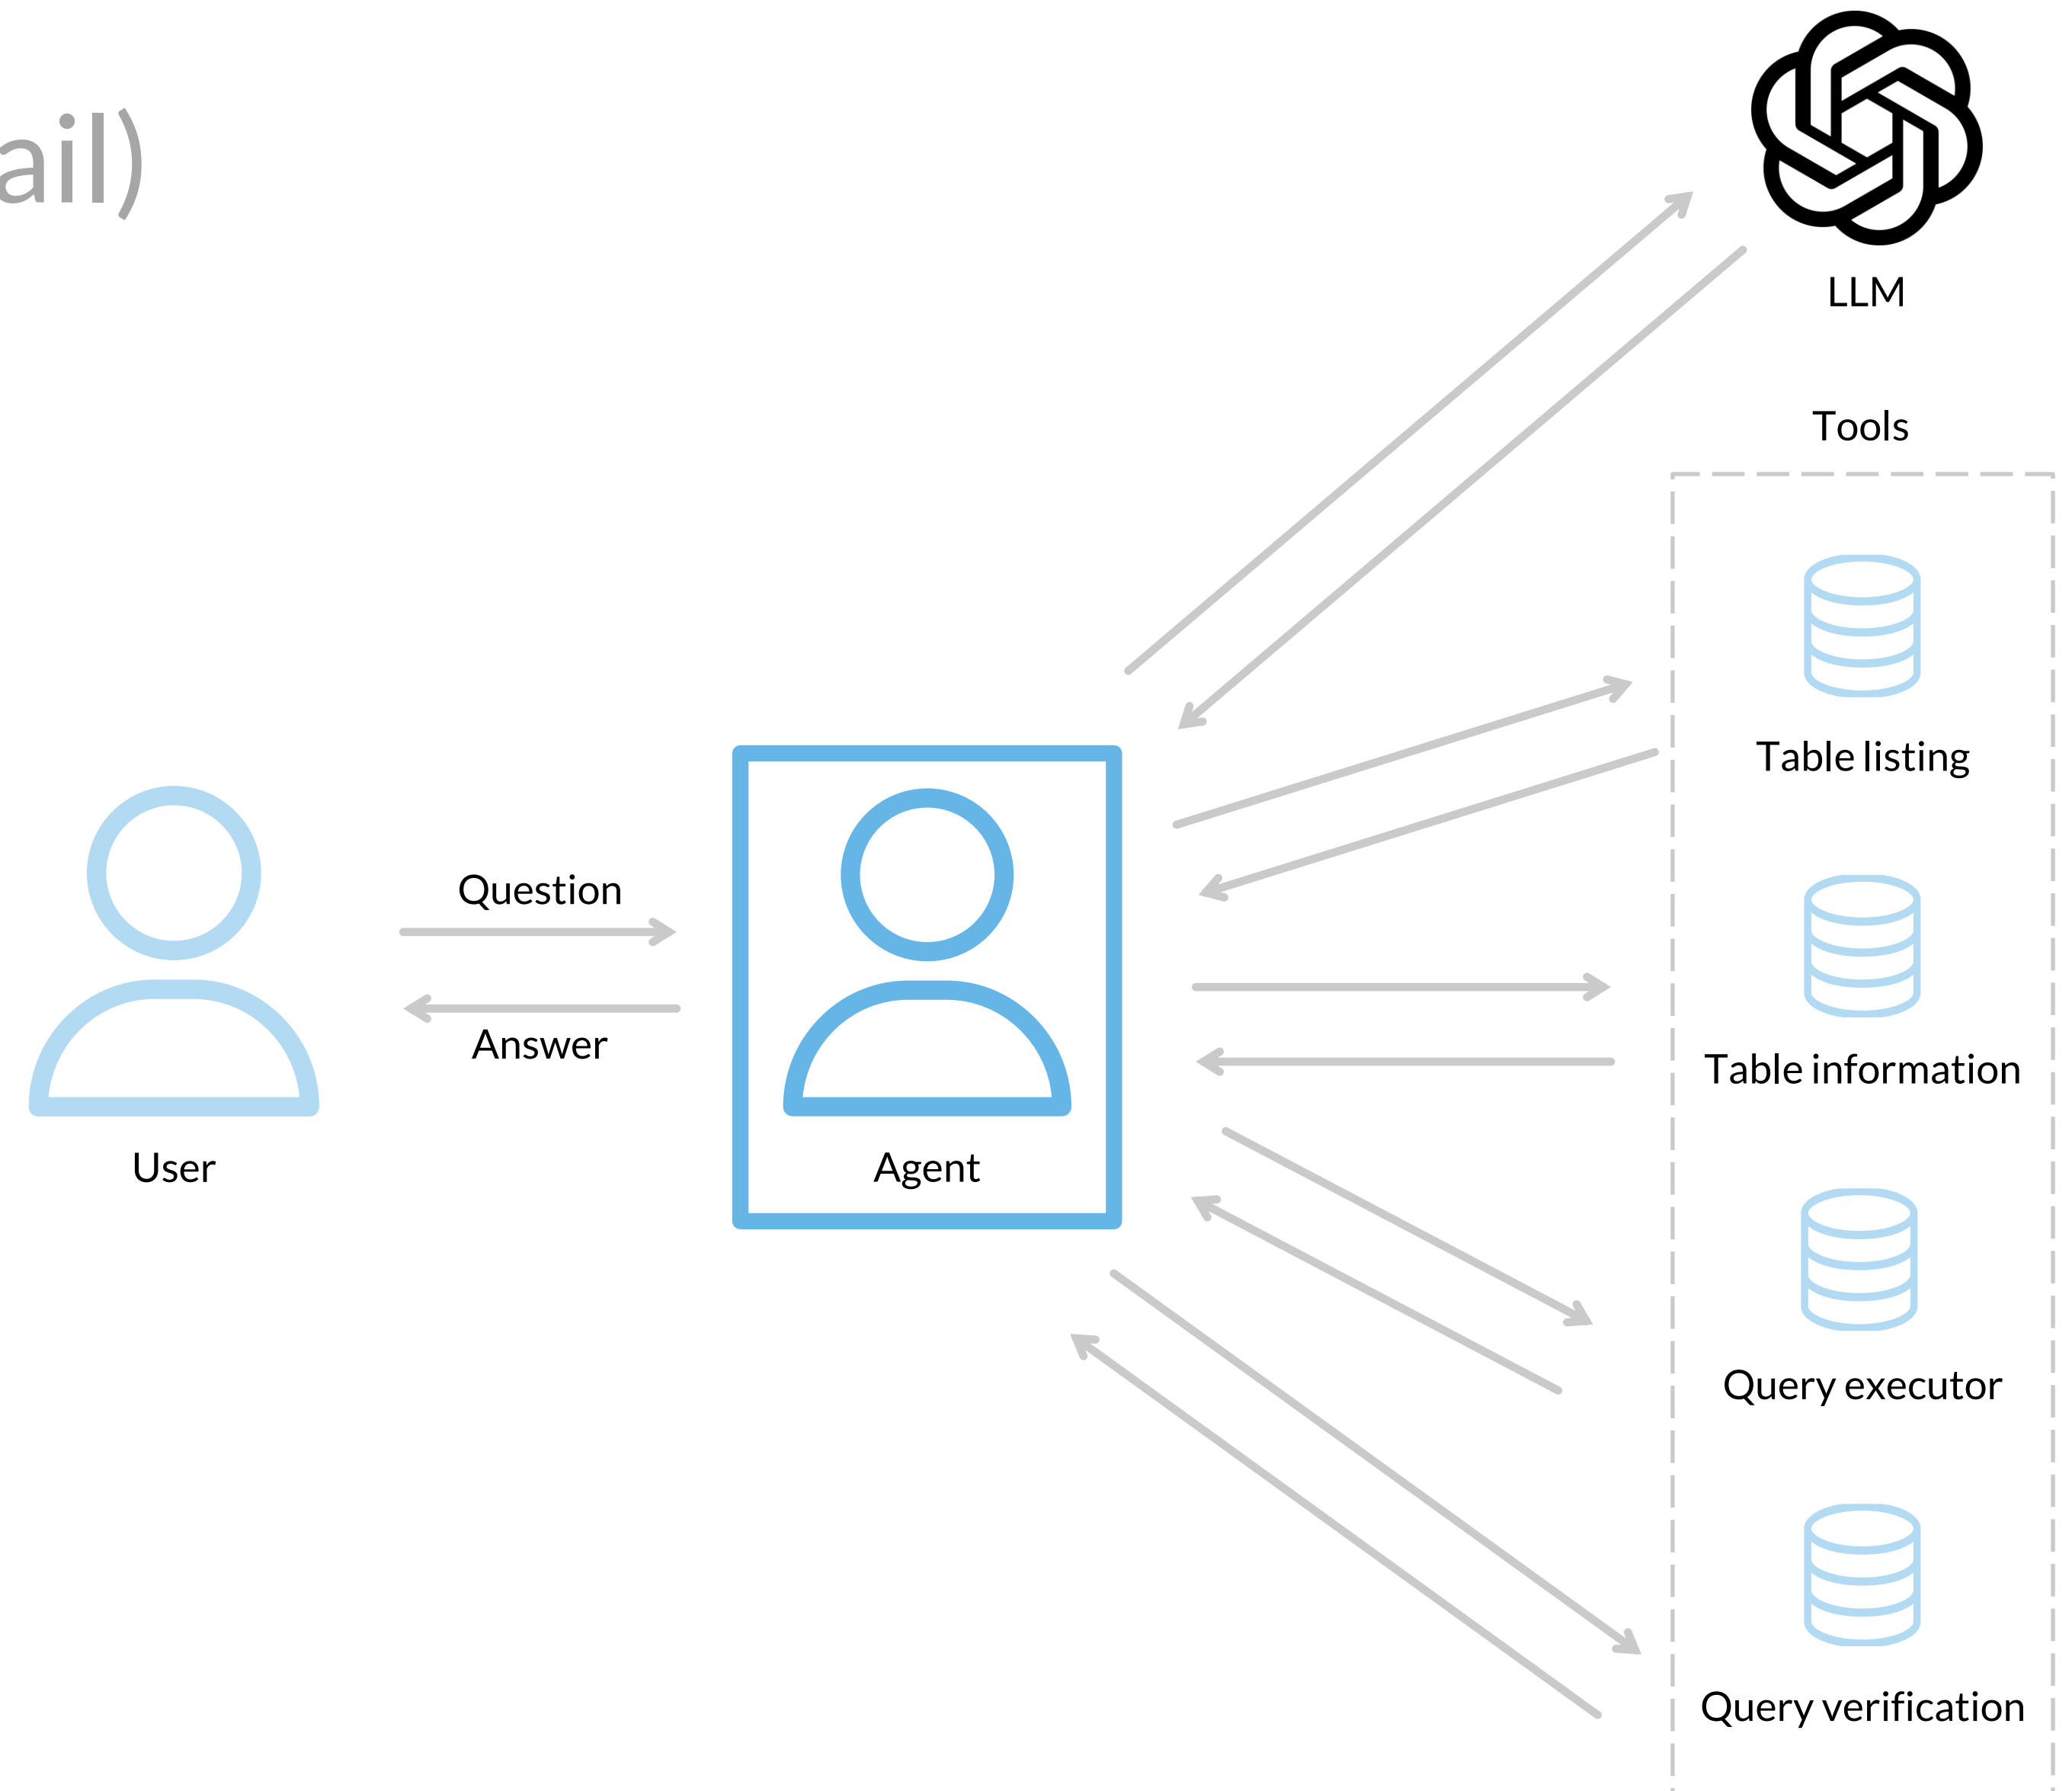 ail)
LLM
Tools
Table listing
Question
Table information
Answer
User
Agent
Query executor
Query verification